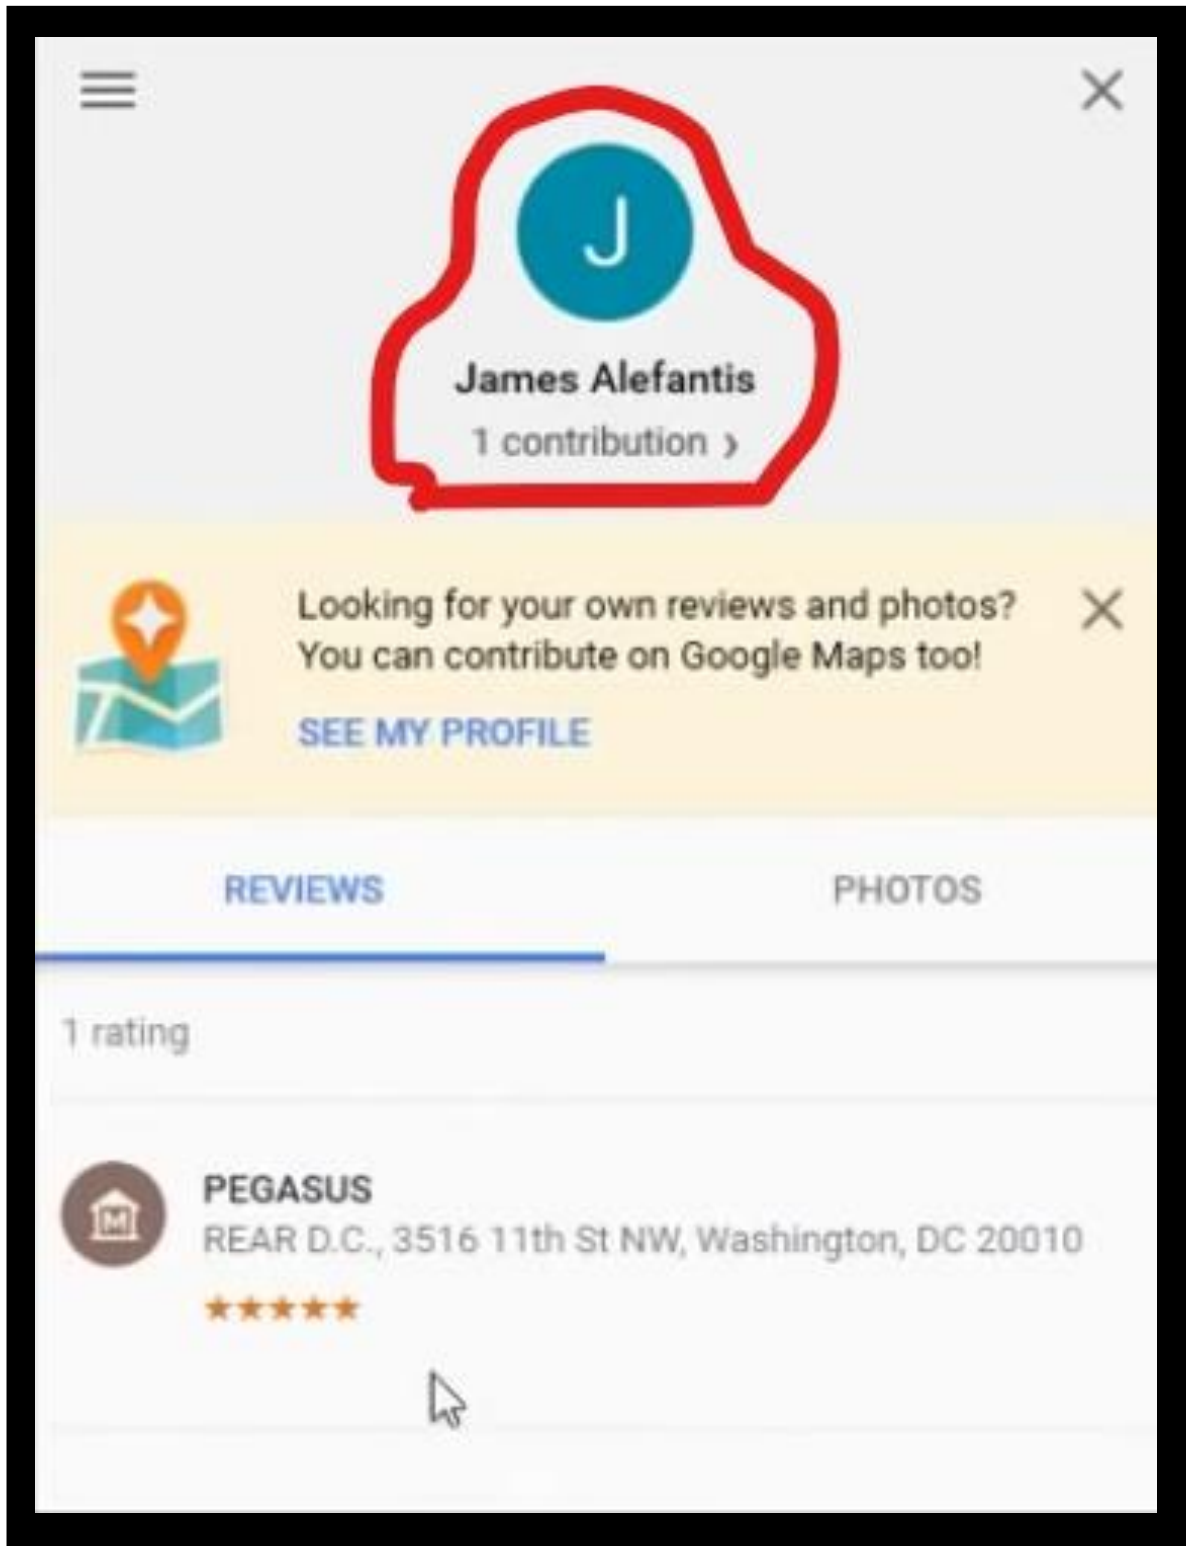 J
James Alefantis
1 contribution ›
Looking for your own reviews and photos?
You can contribute on Google Maps too!
SEE MY PROFILE
REVIEWS
PHOTOS
1 rating
M
PEGASUS
REAR D.C., 3516 11th St NW, Washington, DC 20010